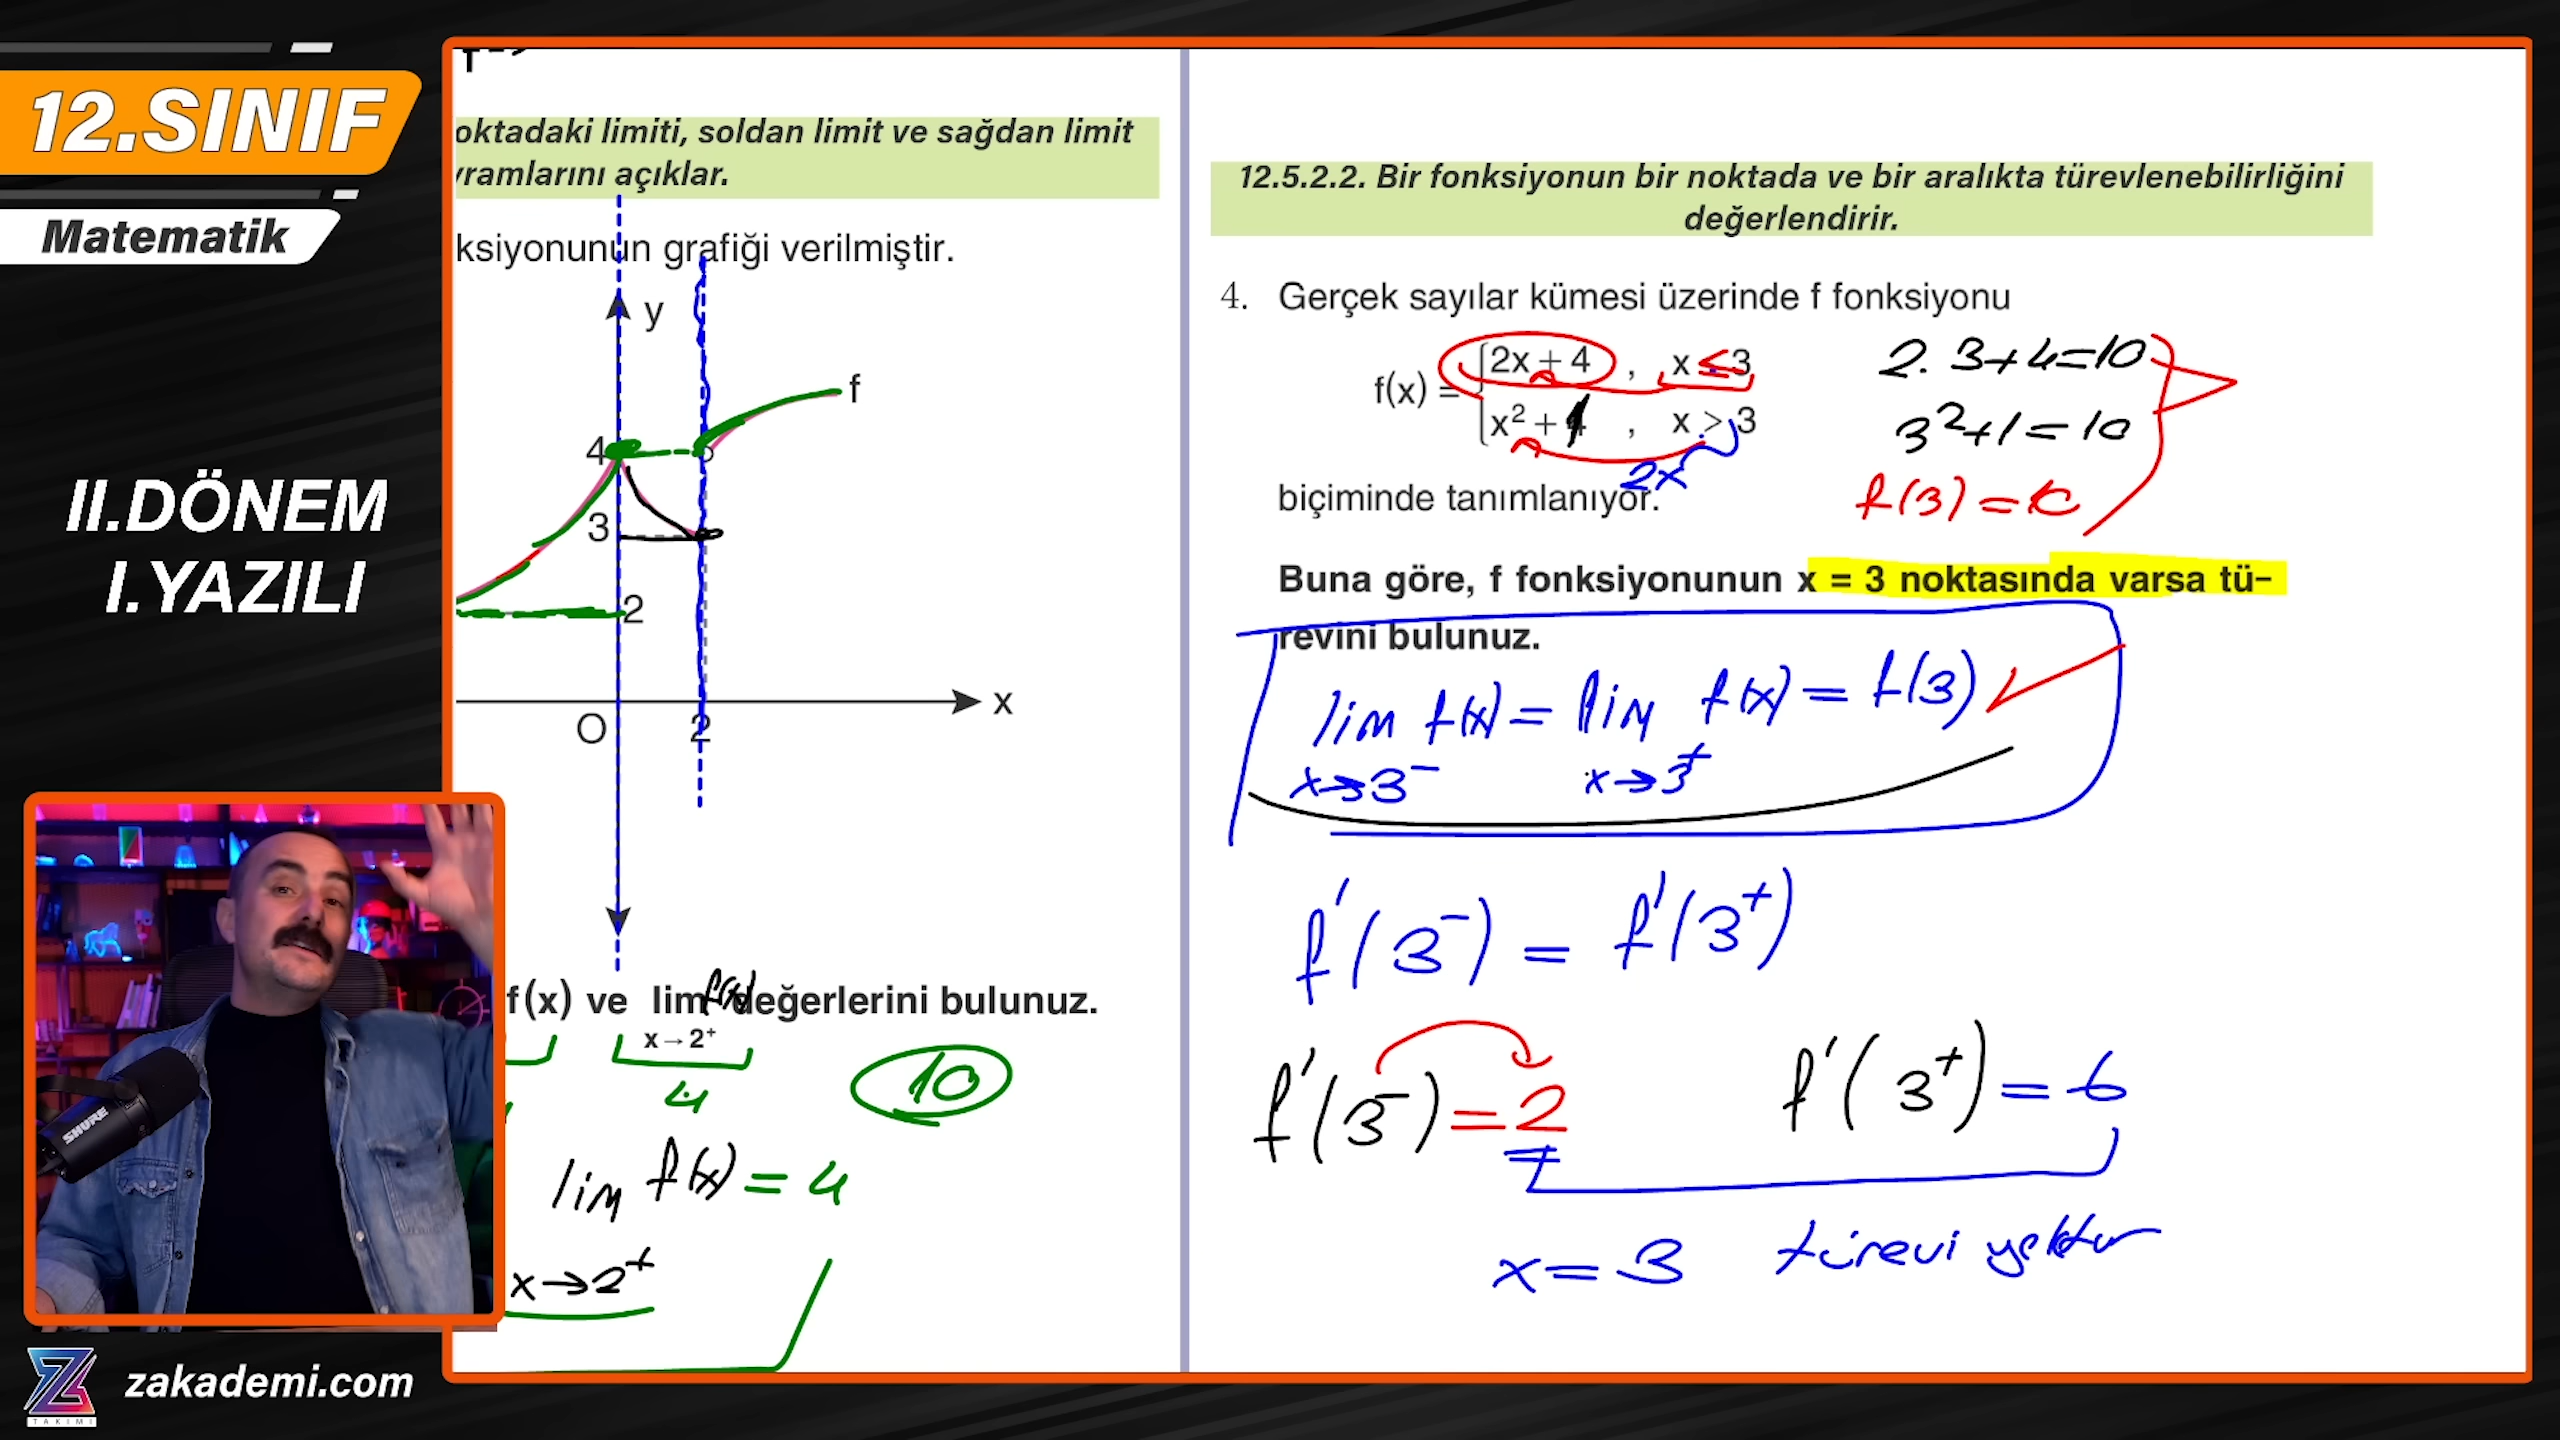 12.SINIF
Matematik
II.DÖNEM
I.YAZILI
SHURE
TAKIMI
zakademi.com
oktadaki limiti, soldan limit ve sağdan limit
vramlarını açıklar.
ksiyonunun grafiği verilmiştir.
y
f
4
3
2
O
2
x
f(x) ve lim f(x) değerlerini bulunuz.
x→2⁺
4
10
lim f(x) = 4
x→2⁺
12.5.2.2. Bir fonksiyonun bir noktada ve bir aralıkta türevlenebilirliğini
değerlendirir.
4. Gerçek sayılar kümesi üzerinde f fonksiyonu
f(x) =
2x + 4 , x ≤ 3
x² + 1 , x > 3
2x
2.3+4=10
3²+1=10
f(3)=10
biçiminde tanımlanıyor.
Buna göre, f fonksiyonunun x = 3 noktasında varsa tü-
revini bulunuz.
lim f(x) = lim f(x) = f(3)
x→3⁻ x→3⁺
f'(3⁻) = f'(3⁺)
f'(3⁻) = 2 f'(3⁺) = 6
≠
x=3 türevi yoktur